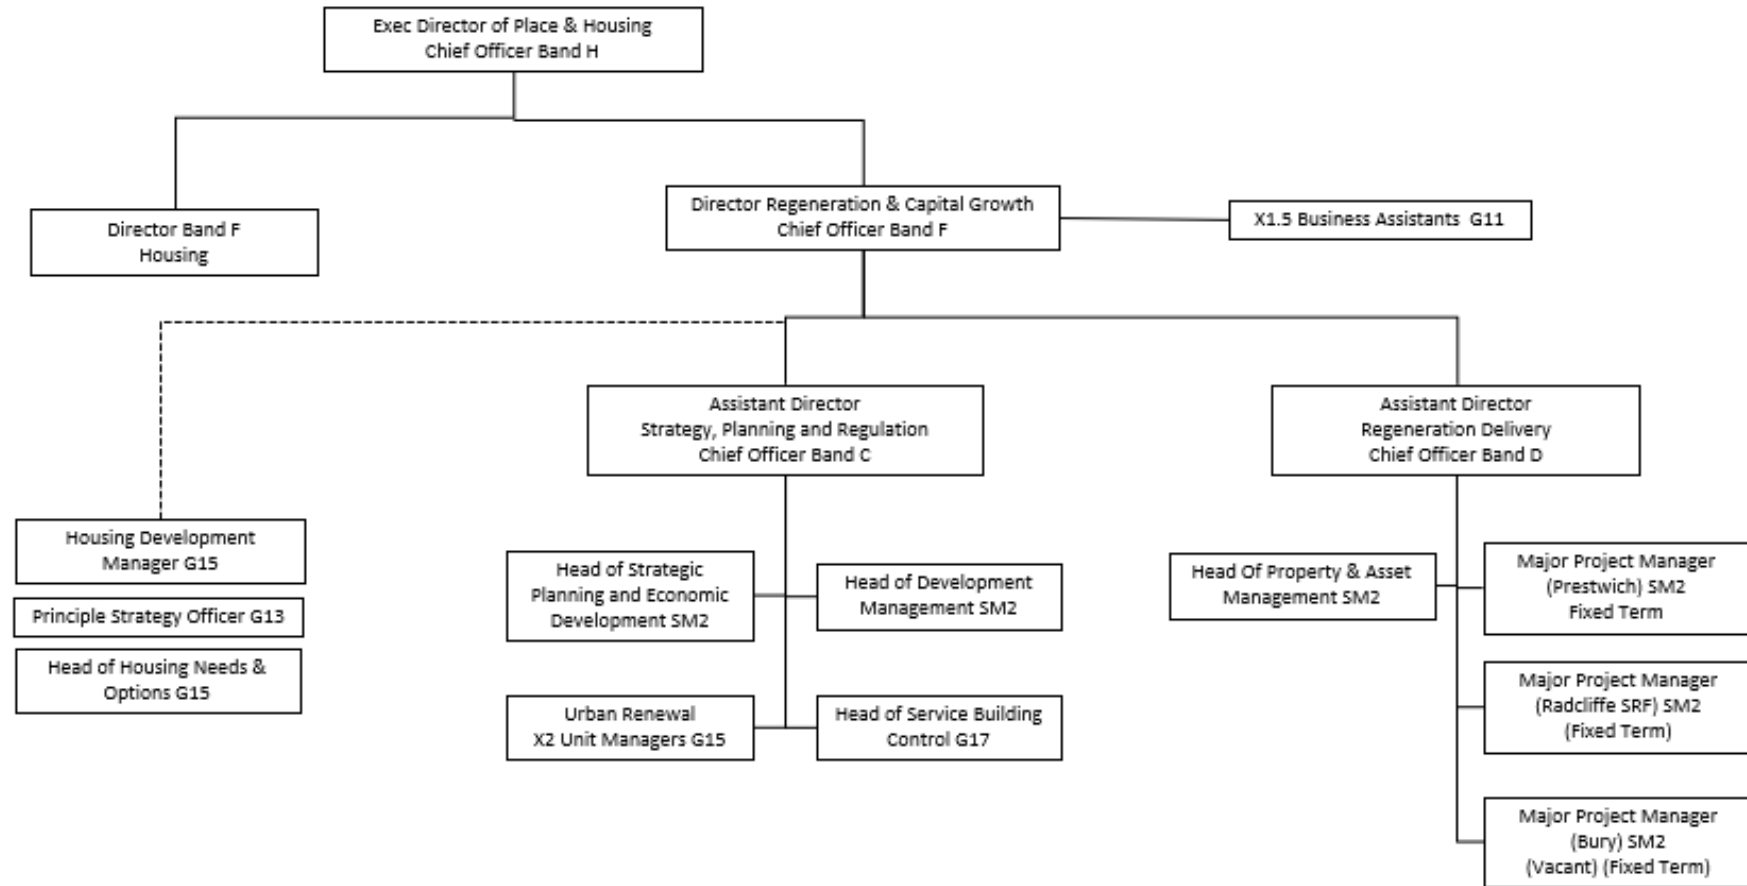 Exec Director of Place & Housing
Chief Officer Band H
Director Band F
Housing
Director Regeneration & Capital Growth
Chief Officer Band F
X1.5 Business Assistants  G11
Assistant Director
Strategy, Planning and Regulation
Chief Officer Band C
Assistant Director
Regeneration Delivery
Chief Officer Band D
Housing Development
Manager G15
Principle Strategy Officer G13
Head of Housing Needs &
Options G15
Head of Strategic
Planning and Economic
Development SM2
Head of Development
Management SM2
Urban Renewal
X2 Unit Managers G15
Head of Service Building
Control G17
Head Of Property & Asset
Management SM2
Major Project Manager
(Prestwich) SM2
Fixed Term
Major Project Manager
(Radcliffe SRF) SM2
(Fixed Term)
Major Project Manager
(Bury) SM2
(Vacant) (Fixed Term)